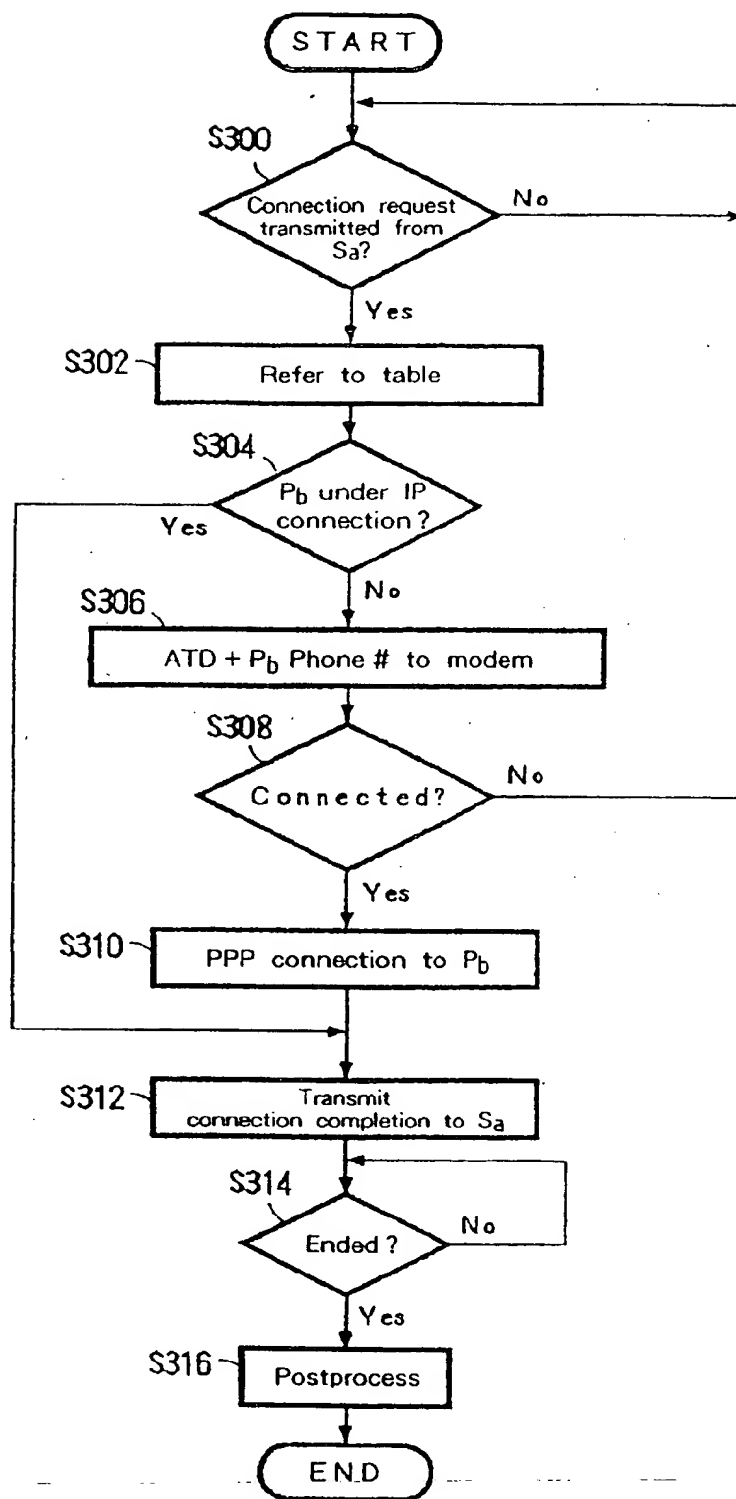 START
S300
Connection request
transmitted from
Sa?
No
Yes
S302
Refer to table
S304
Pb under IP
connection?
Yes
No
S306
ATD + Pb Phone # to modem
S308
Connected?
No
Yes
S310
PPP connection to Pb
S312
Transmit
connection completion to Sa
S314
Ended?
No
Yes
S316
Postprocess
END